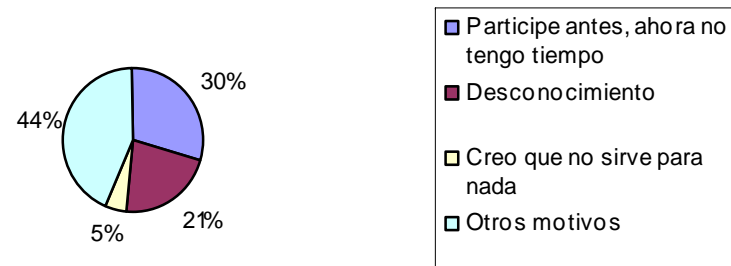 30%
44%
21%
5%
Participe antes, ahora no
tengo tiempo
Desconocimiento
Creo que no sirve para
nada
Otros motivos